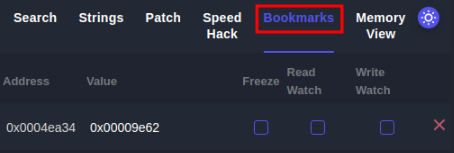 Search Strings Patch Speed Hack Bookmarks Memory View
Address Value Freeze Read Watch Write Watch
0x0004ea34 0x00009e62